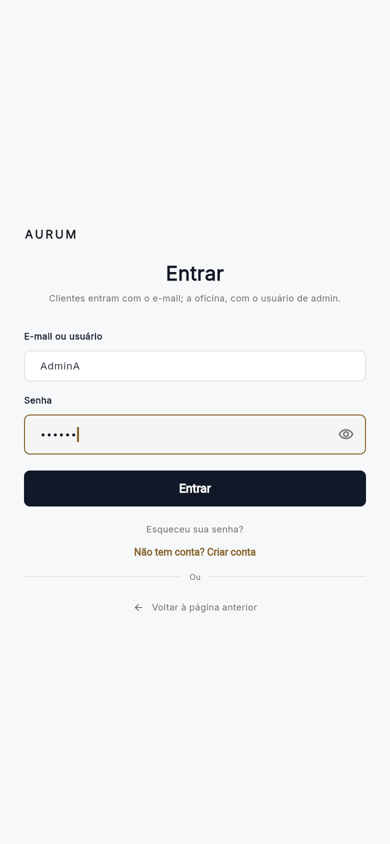 AURUM
Entrar
Clientes entram com o e-mail; a oficina, com o usuário de admin.
E-mail ou usuário
AdminA
Senha
••••••
Entrar
Esqueceu sua senha?
Não tem conta? Criar conta
Ou
← Voltar à página anterior